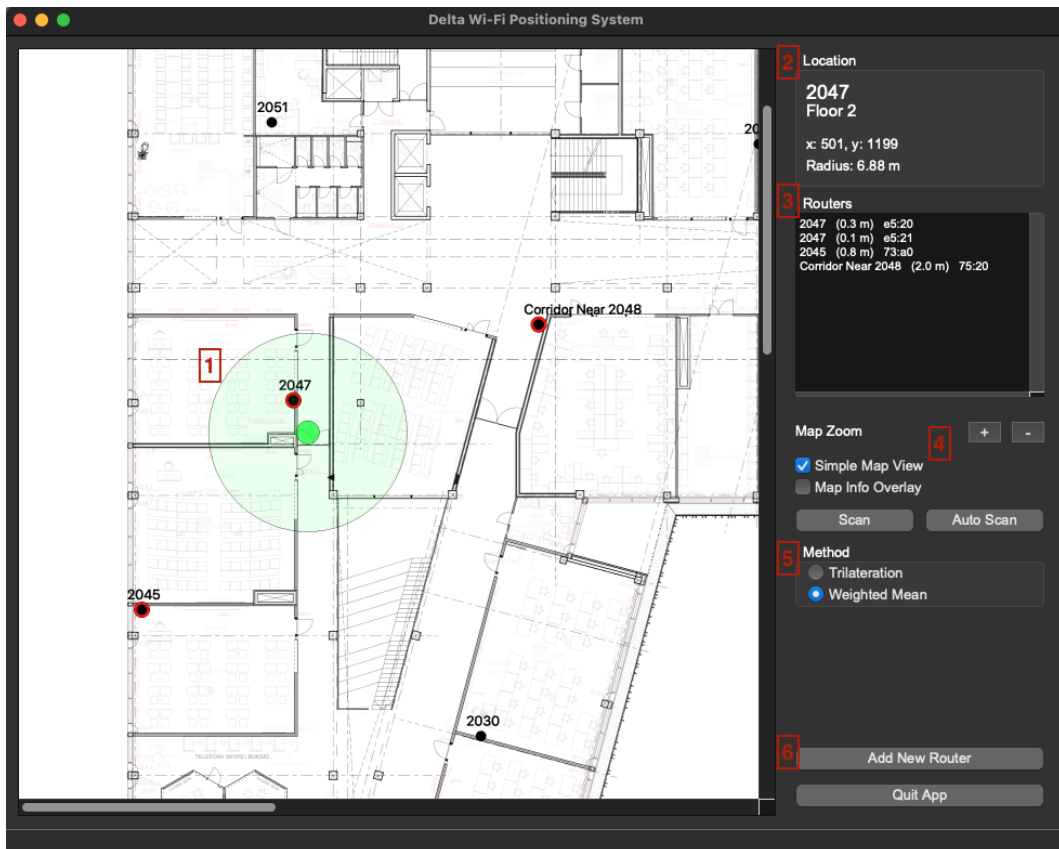 Delta Wi-Fi Positioning System
2051
20
Corridor Near 2048
1
2047
2045
2030
TELEFONI SKYPE'I BOKSID
2
Location
2047
Floor 2
x: 501, y: 1199
Radius: 6.88 m
3
Routers
2047 (0.3 m) e5:20
2047 (0.1 m) e5:21
2045 (0.8 m) 73:a0
Corridor Near 2048 (2.0 m) 75:20
Map Zoom
+ -
4
Simple Map View
Map Info Overlay
Scan Auto Scan
5
Method
Trilateration
Weighted Mean
6
Add New Router
Quit App